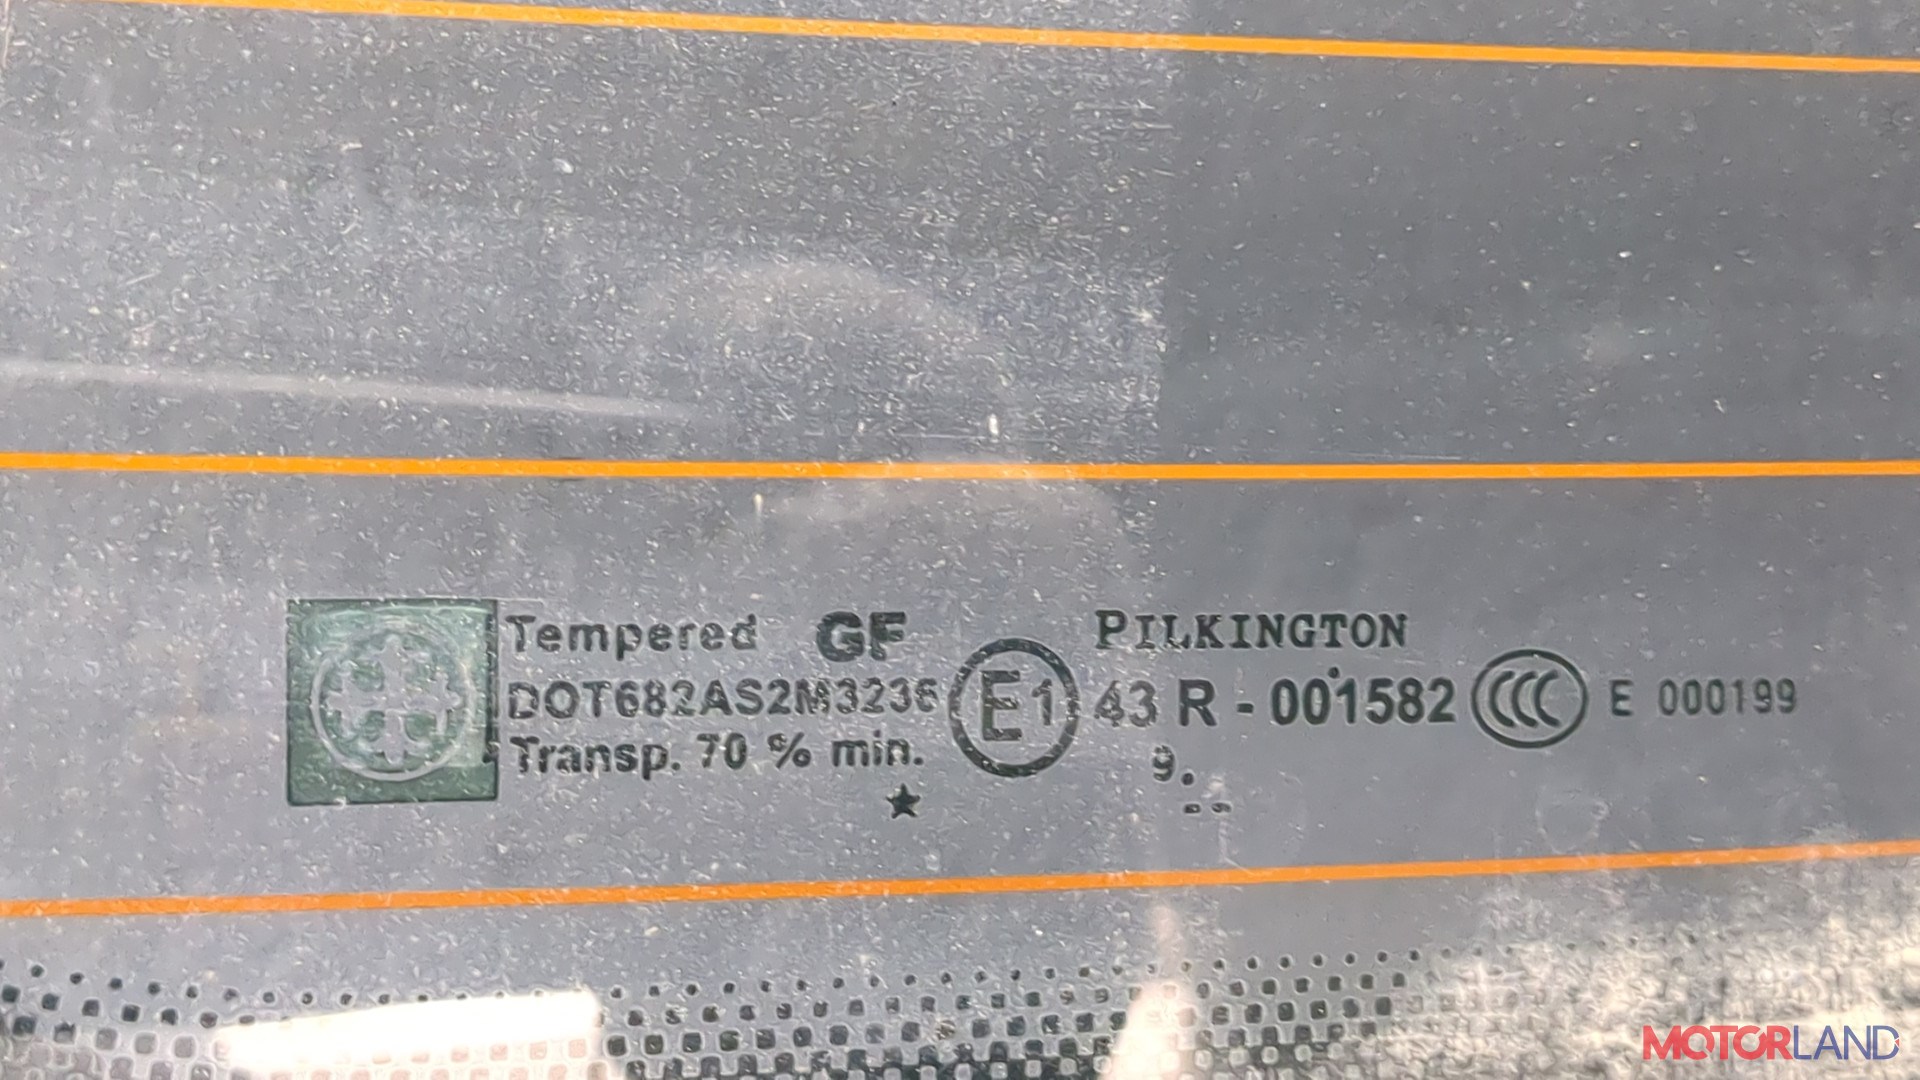 Tempered GF
DOT682AS2M3236
Transp. 70 % min.
★
E1
PILKINGTON
43 R - 001582
9.
CCC
E 000199
MOTORLAND